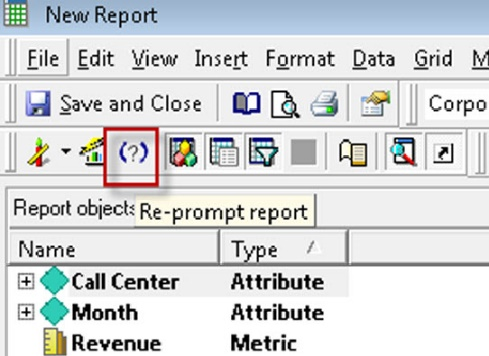 New Report
File Edit View Insert Format Data Grid M
Save and Close Corpo
(?)
Report objects Re-prompt report
Name Type
Call Center Attribute
Month Attribute
Revenue Metric